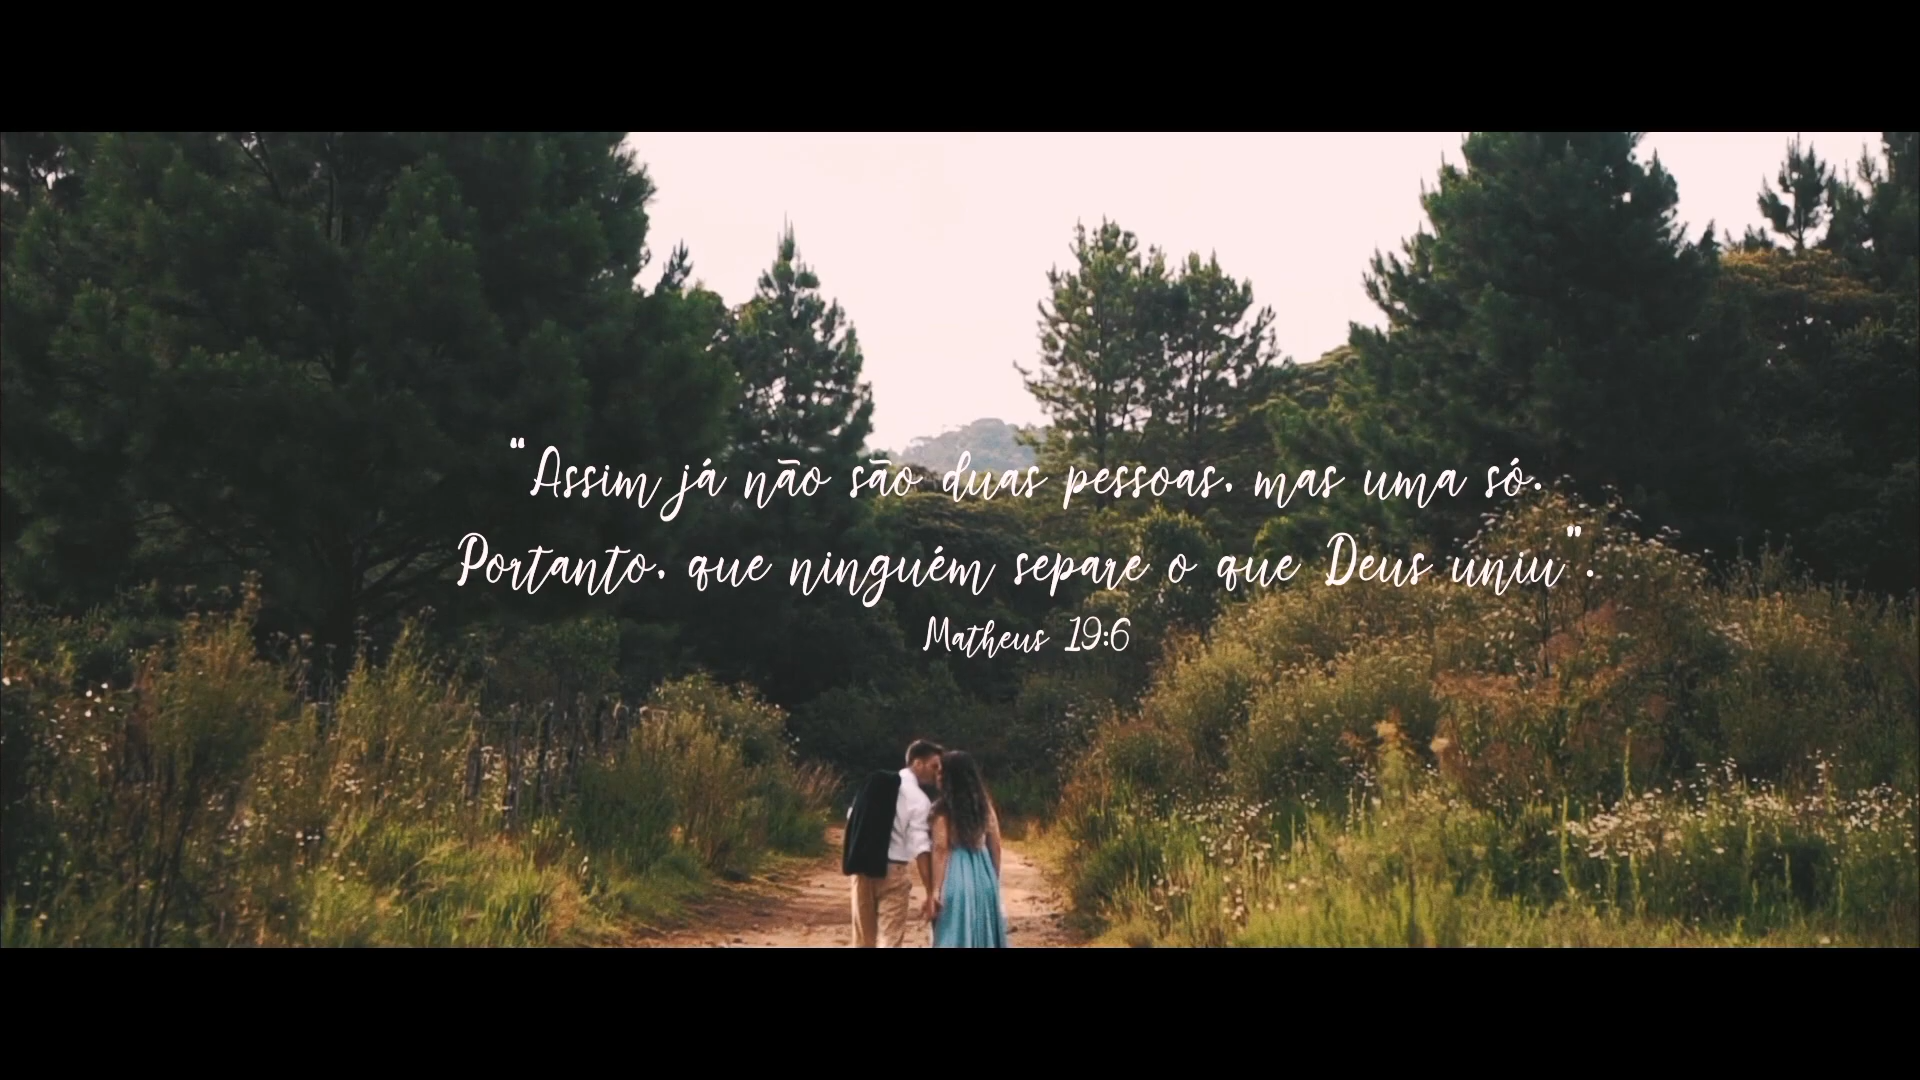 "Assim já não são duas pessoas, mas uma só.
Portanto, que ninguém separe o que Deus uniu".
Matheus 19:6